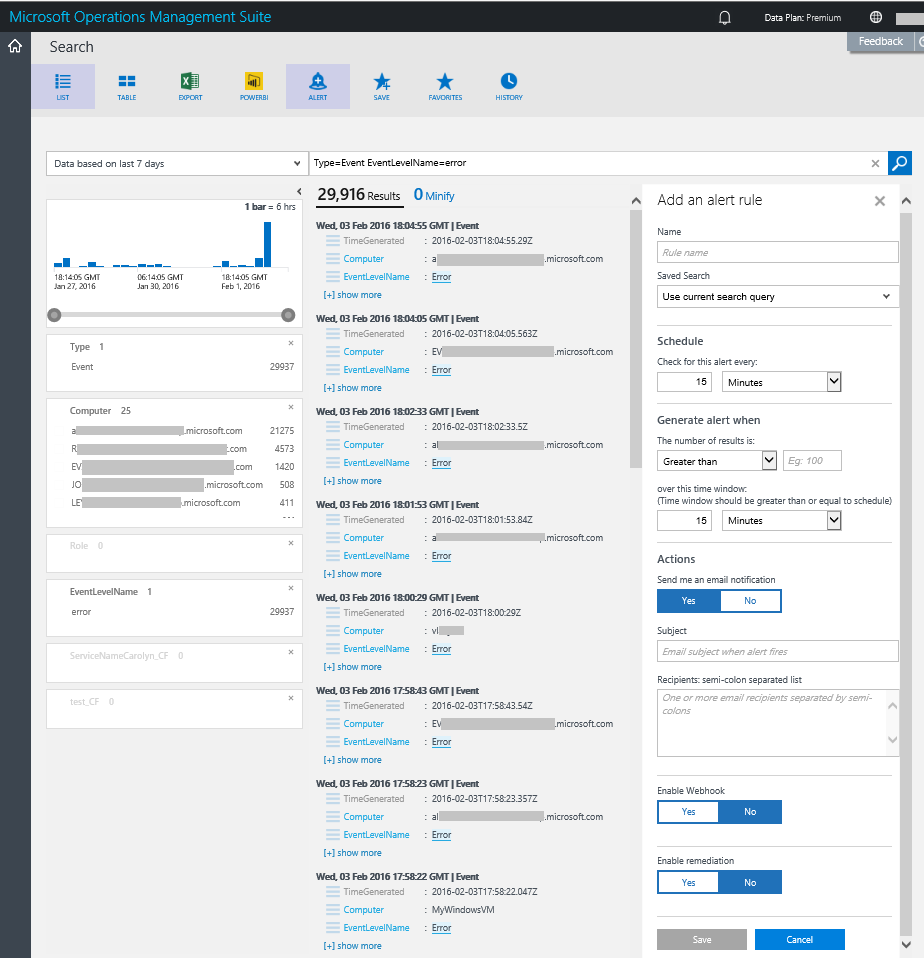 Microsoft Operations Management Suite
Data Plan: Premium
Feedback
Search
LIST
TABLE
EXPORT
POWERBI
ALERT
SAVE
FAVORITES
HISTORY
Data based on last 7 days
Type=Event EventLevelName=error
1 bar = 6 hrs
18:14:05 GMT
Jan 27, 2016
06:14:05 GMT
Jan 30, 2016
18:14:05 GMT
Feb 1, 2016
Type 1
Event 29937
Computer 25
a .microsoft.com 21275
R .com 4573
EV .com 1420
JO .microsoft.com 508
LE .microsoft.com 411
Role 0
EventLevelName 1
error 29937
ServiceNameCarolyn_CF 0
test_CF 0
29,916 Results 0 Minify
Wed, 03 Feb 2016 18:04:55 GMT | Event
TimeGenerated : 2016-02-03T18:04:55.29Z
Computer : a .microsoft.com
EventLevelName : Error
[+] show more
Wed, 03 Feb 2016 18:04:05 GMT | Event
TimeGenerated : 2016-02-03T18:04:05.563Z
Computer : EV .microsoft.com
EventLevelName : Error
[+] show more
Wed, 03 Feb 2016 18:02:33 GMT | Event
TimeGenerated : 2016-02-03T18:02:33.5Z
Computer : al .microsoft.com
EventLevelName : Error
[+] show more
Wed, 03 Feb 2016 18:01:53 GMT | Event
TimeGenerated : 2016-02-03T18:01:53.84Z
Computer : a .microsoft.com
EventLevelName : Error
[+] show more
Wed, 03 Feb 2016 18:00:29 GMT | Event
TimeGenerated : 2016-02-03T18:00:29Z
Computer :
EventLevelName : Error
[+] show more
Wed, 03 Feb 2016 17:58:43 GMT | Event
TimeGenerated : 2016-02-03T17:58:43.54Z
Computer : EV .microsoft.com
EventLevelName : Error
[+] show more
Wed, 03 Feb 2016 17:58:23 GMT | Event
TimeGenerated : 2016-02-03T17:58:23.357Z
Computer : al .microsoft.com
EventLevelName : Error
[+] show more
Wed, 03 Feb 2016 17:58:22 GMT | Event
TimeGenerated : 2016-02-03T17:58:22.047Z
Computer : MyWindowsVM
EventLevelName : Error
[+] show more
Add an alert rule
Name
Rule name
Saved Search
Use current search query
Schedule
Check for this alert every:
15 Minutes
Generate alert when
The number of results is:
Greater than Eg: 100
over this time window:
(Time window should be greater than or equal to schedule)
15 Minutes
Actions
Send me an email notification
Yes No
Subject
Email subject when alert fires
Recipients: semi-colon separated list
One or more email recipients separated by semi-
colons
Enable Webhook
Yes No
Enable remediation
Yes No
Save Cancel